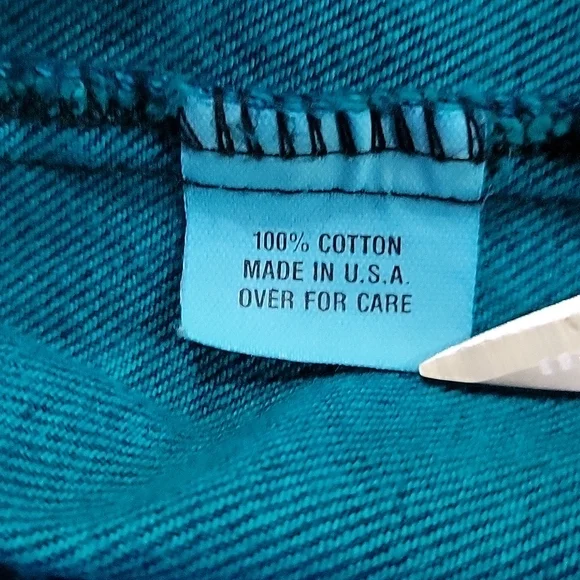 100% COTTON
MADE IN U.S.A.
OVER FOR CARE